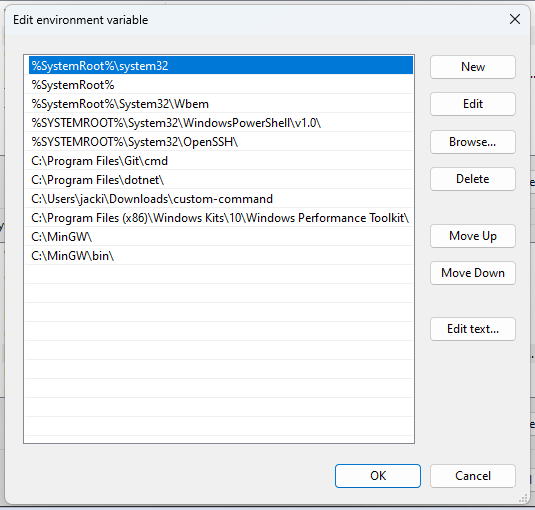 Edit environment variable
%SystemRoot%\system32
%SystemRoot%
%SystemRoot%\System32\Wbem
%SYSTEMROOT%\System32\WindowsPowerShell\v1.0\
%SYSTEMROOT%\System32\OpenSSH\
C:\Program Files\Git\cmd
C:\Program Files\dotnet\
C:\Users\jacki\Downloads\custom-command
C:\Program Files (x86)\Windows Kits\10\Windows Performance Toolkit\
C:\MinGW\
C:\MinGW\bin\
New
Edit
Browse...
Delete
Move Up
Move Down
Edit text...
OK
Cancel